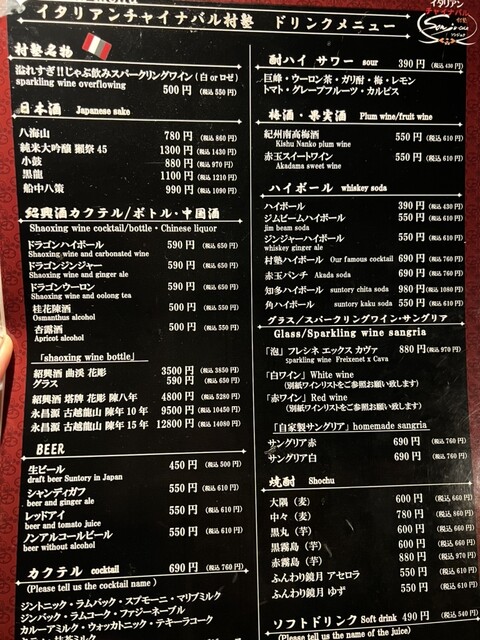 イタリアンチャイナバル村塾 ドリンクメニュー
イタリアン
チャイナバル
村塾名物
溢れすぎ!!じゃぶ飲みスパークリングワイン(白 or ロゼ)
sparkling wine overflowing 500円(税込 550円)
日本酒 Japanese sake
八海山 780円(税込 860円)
純米大吟醸 獺祭 45 1300円(税込 1430円)
小鼓 880円(税込 970円)
黒龍 1100円(税込 1210円)
船中八策 990円(税込 1090円)
紹興酒カクテル/ボトル・中国酒
Shaoxing wine cocktail/bottle・Chinese liquor
ドラゴンハイボール 590円(税込 650円)
Shaoxing wine and carbonated wine
ドラゴンジンジャー 590円(税込 650円)
Shaoxing wine and ginger ale
ドラゴンウーロン 590円(税込 650円)
Shaoxing wine and oolong tea
桂花陳酒 500円(税込 550円)
Osmanthus alcohol
杏露酒 500円(税込 550円)
Apricot alcohol
「shaoxing wine bottle」
紹興酒 曲渓 花彫 3500円(税込 3850円)
グラス 590円(税込 650円)
紹興酒 塔牌 花彫 陳八年 4800円(税込 5280円)
永昌源 古越龍山 陳年 10 年 9500円(税込 10450円)
永昌源 古越龍山 陳年 15 年 12800円(税込 14080円)
BEER
生ビール 450円(税込 500円)
draft beer Suntory in Japan
シャンディガフ 550円(税込 610円)
beer and ginger ale
レッドアイ 550円(税込 610円)
beer and tomato juice
ノンアルコールビール 550円(税込 610円)
beer without alcohol
カクテル cocktail 690円(税込 760円)
(Please tell us the cocktail name )
ジントニック・ラムバック・スプモーニ・マリブミルク
ジンバック・ラムコーク・ファジーネーブル
カルーアミルク・ウォッカトニック・テキーラコーク
酎ハイ サワー sour 390円(税込 430円)
巨峰・ウーロン茶・ガリ酎・梅・レモン
トマト・グレープフルーツ・カルピス
梅酒・果実酒 Plum wine/fruit wine
紀州南高梅酒 550円(税込 610円)
Kishu Nanko plum wine
赤玉スイートワイン 550円(税込 610円)
Akadama sweet wine
ハイボール whiskey soda
ハイボール 390円(税込 430円)
ジムビームハイボール 550円(税込 610円)
jim beam soda
ジンジャーハイボール 550円(税込 610円)
whiskey ginger ale
村塾ハイボール Our famous cocktail 690円(税込 760円)
赤玉パンチ Akada soda 690円(税込 760円)
知多ハイボール suntory chita soda 980円(税込 1080円)
角ハイボール suntory kaku soda 550円(税込 610円)
グラス/スパークリングワイン・サングリア
Glass/Sparkling wine sangria
「泡」フレシネ エックス カヴァ 880円(税込 970円)
sparkling wine Freixenet x Cava
「白ワイン」White wine
(別紙ワインリストをご参照お願い致します)
「赤ワイン」Red wine
(別紙ワインリストをご参照お願い致します)
「自家製サングリア」homemade sangria
サングリア赤 690円(税込 760円)
サングリア白 690円(税込 760円)
焼酎 Shochu
大隅(麦) 600円(税込 660円)
中々(麦) 780円(税込 860円)
黒丸(芋) 600円(税込 660円)
黒霧島(芋) 600円(税込 660円)
赤霧島(芋) 880円(税込 970円)
ふんわり鏡月 アセロラ 550円(税込 610円)
ふんわり鏡月 ゆず 550円(税込 610円)
ソフトドリンク Soft drink 490円(税込 540円)
(Please tell us the name of the juice)